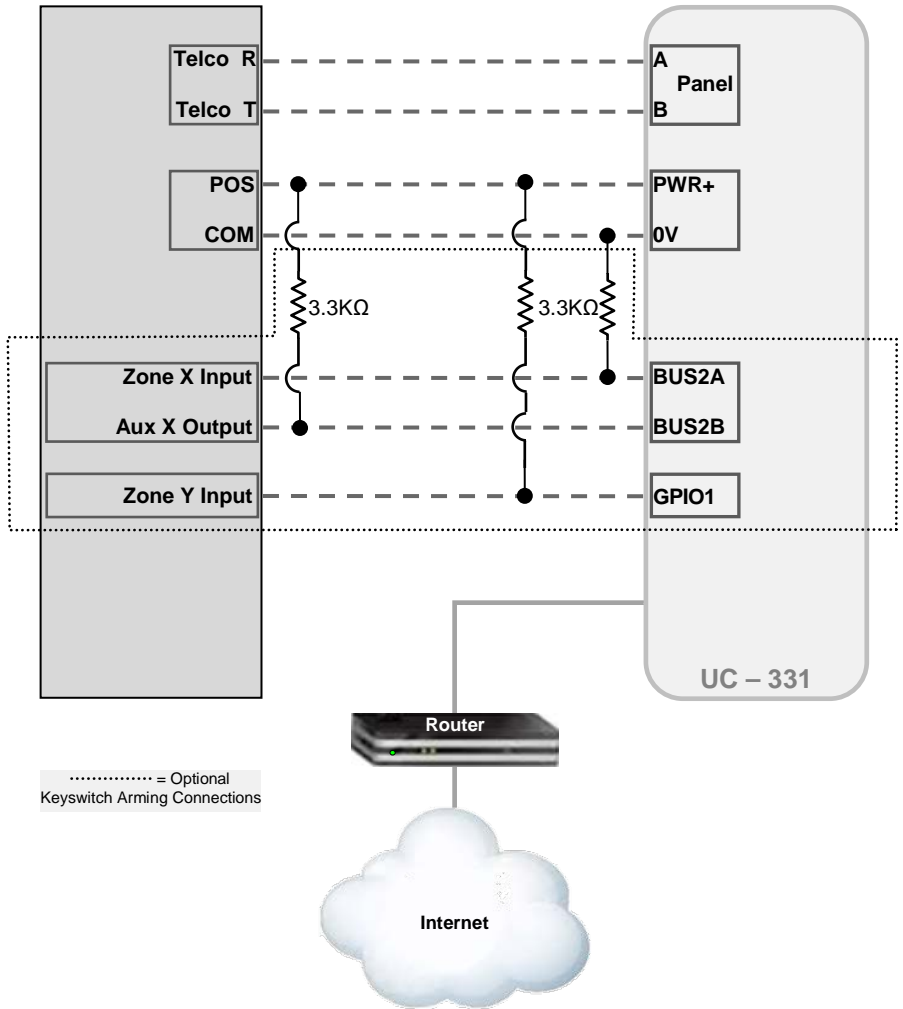 Telco R
A
Panel
Telco T
B
POS
PWR+
COM
0V
3.3KΩ
3.3KΩ
Zone X Input
BUS2A
Aux X Output
BUS2B
Zone Y Input
GPIO1
UC – 331
Router
= Optional
Keyswitch Arming Connections
Internet